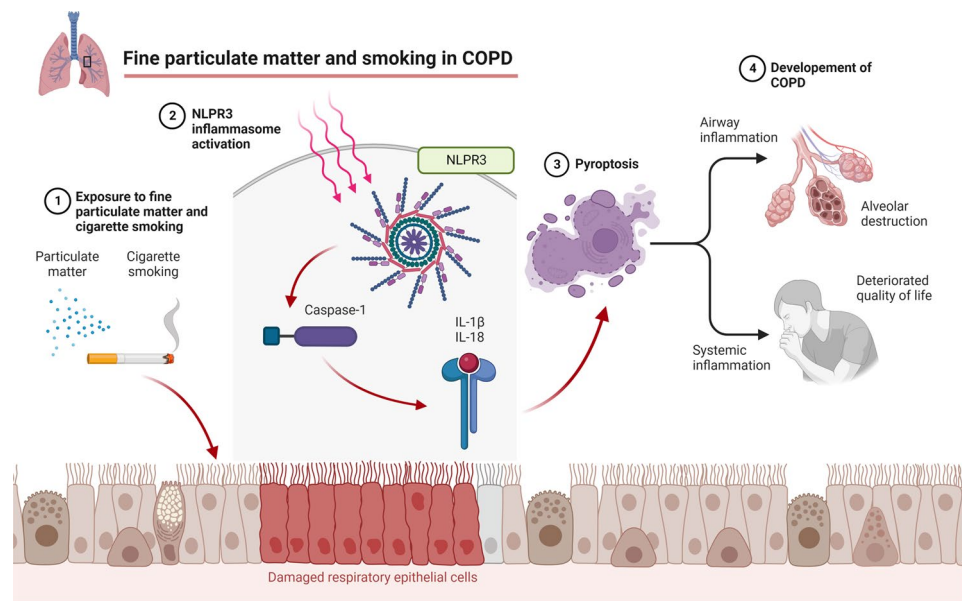 Fine particulate matter and smoking in COPD
1
Exposure to fine
particulate matter and
cigarette smoking
Particulate
matter
Cigarette
smoking
2
NLPR3
inflammasome
activation
NLPR3
Caspase-1
IL-1β
IL-18
3
Pyroptosis
4
Developement of
COPD
Airway
inflammation
Alveolar
destruction
Deteriorated
quality of life
Systemic
inflammation
Damaged respiratory epithelial cells